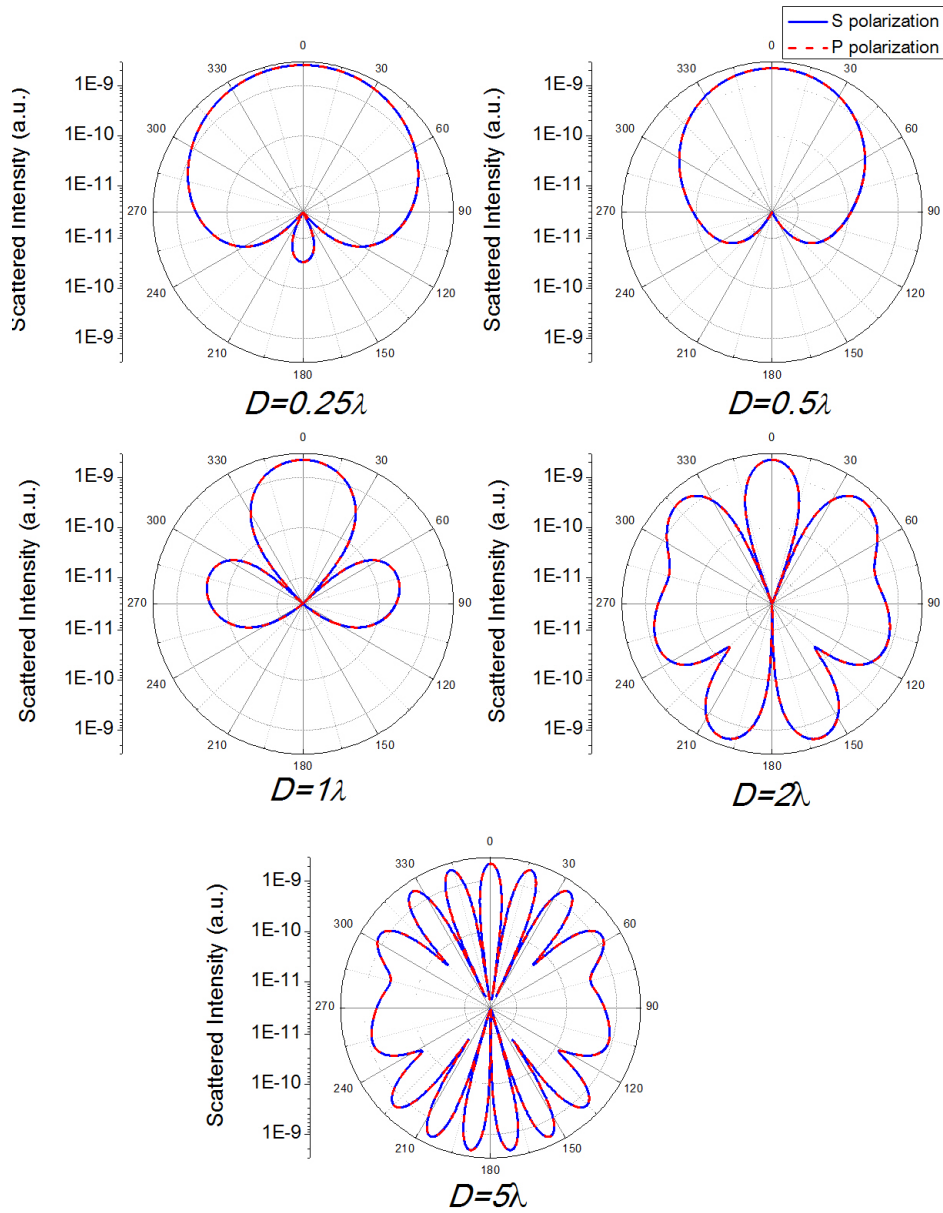 S polarization
P polarization
Scattered Intensity (a.u.)
1E-9
1E-10
1E-11
1E-11
1E-10
1E-9
0
30
60
90
120
150
180
210
240
270
300
330
D=0.25λ
Scattered Intensity (a.u.)
1E-9
1E-10
1E-11
1E-11
1E-10
1E-9
0
30
60
90
120
150
180
210
240
270
300
330
D=0.5λ
Scattered Intensity (a.u.)
1E-9
1E-10
1E-11
1E-11
1E-10
1E-9
0
30
60
90
120
150
180
210
240
270
300
330
D=1λ
Scattered Intensity (a.u.)
1E-9
1E-10
1E-11
1E-11
1E-10
1E-9
0
30
60
90
120
150
180
210
240
270
300
330
D=2λ
Scattered Intensity (a.u.)
1E-9
1E-10
1E-11
1E-11
1E-10
1E-9
0
30
60
90
120
150
180
210
240
270
300
330
D=5λ